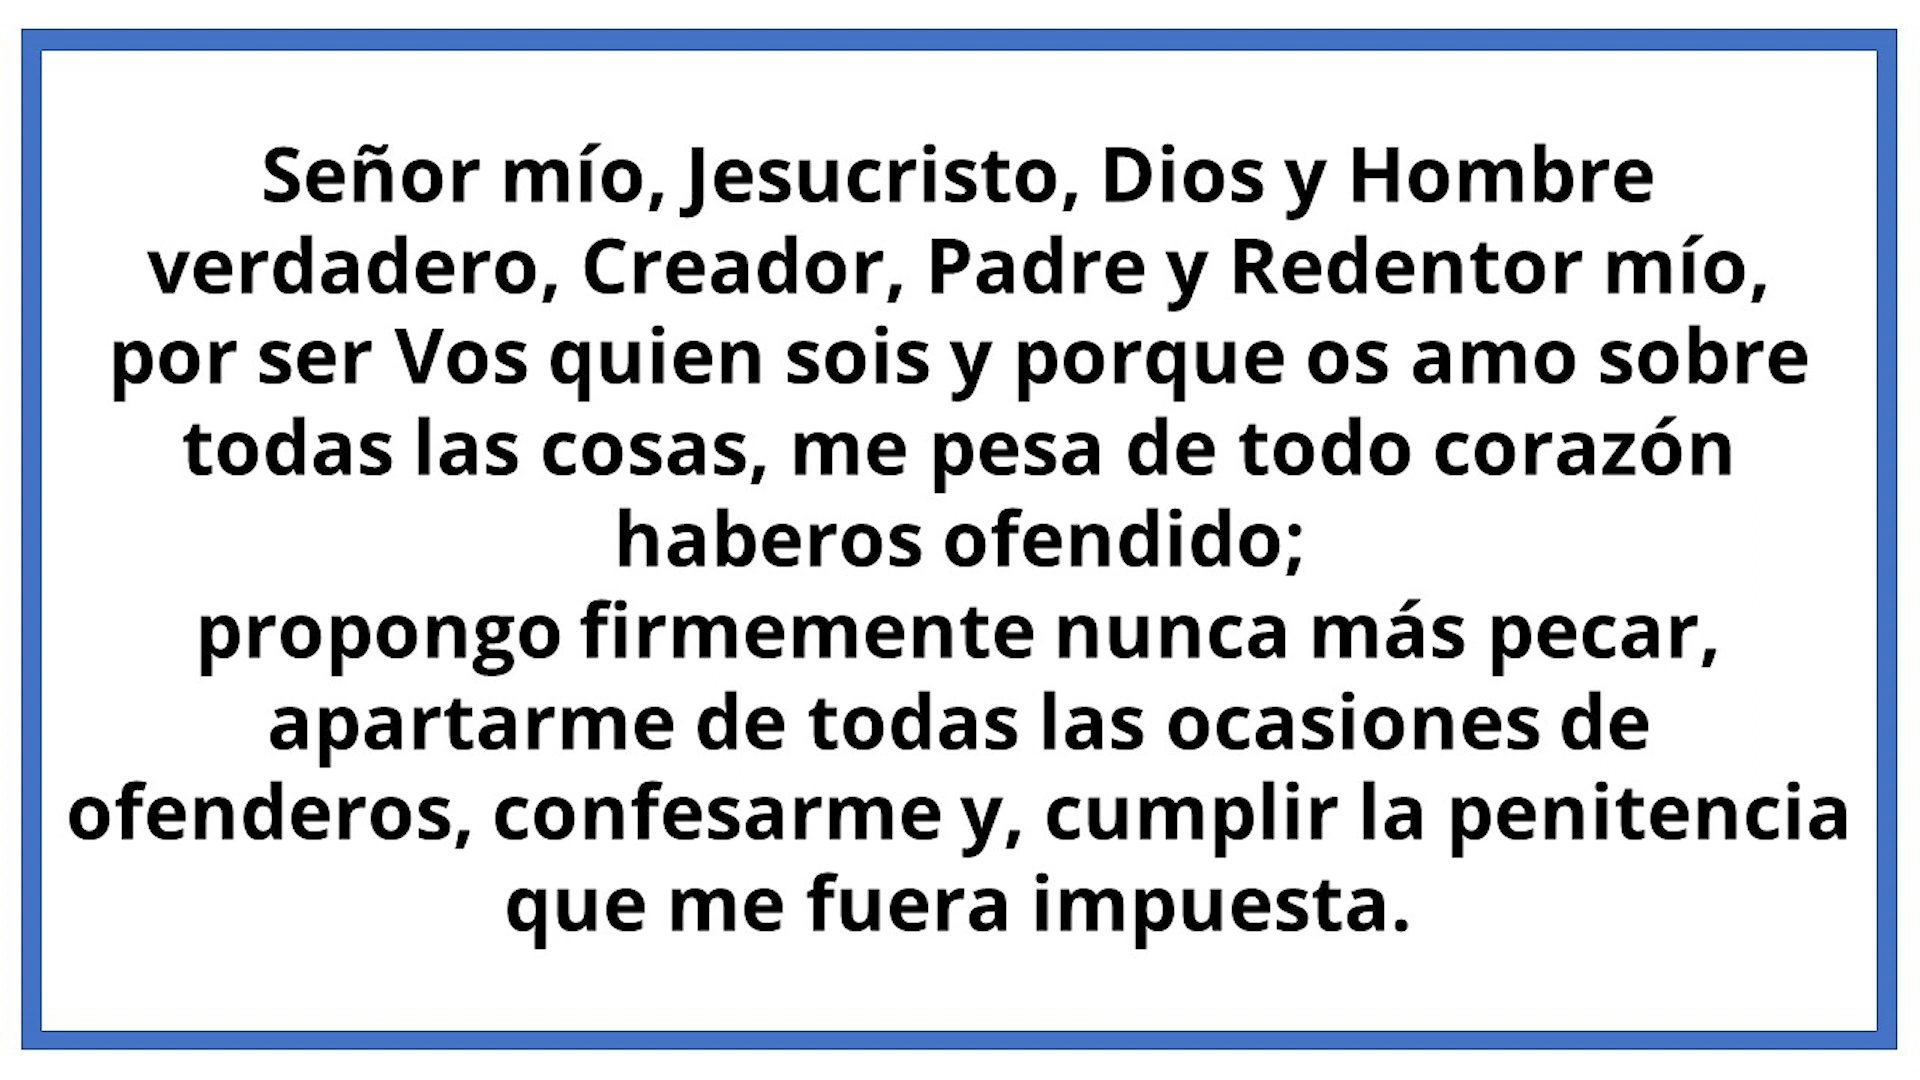 Señor mío, Jesucristo, Dios y Hombre
verdadero, Creador, Padre y Redentor mío,
por ser Vos quien sois y porque os amo sobre
todas las cosas, me pesa de todo corazón
haberos ofendido;
propongo firmemente nunca más pecar,
apartarme de todas las ocasiones de
ofenderos, confesarme y, cumplir la penitencia
que me fuera impuesta.